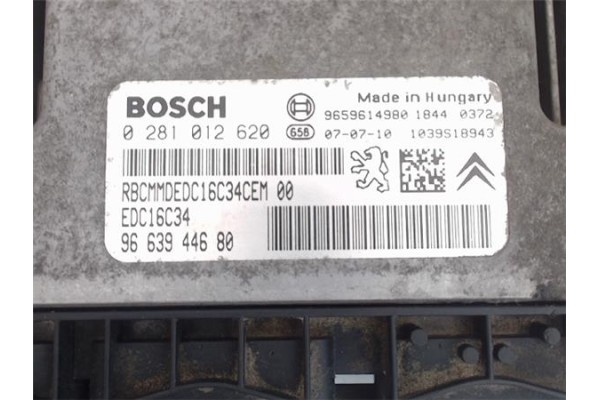 BOSCH
Made in Hungary
9659614980 1844 0372
0 281 012 620
G58 07-07-10 1039S18943
RBCMMDEDC16C34CEM 00
EDC16C34
96 639 446 80